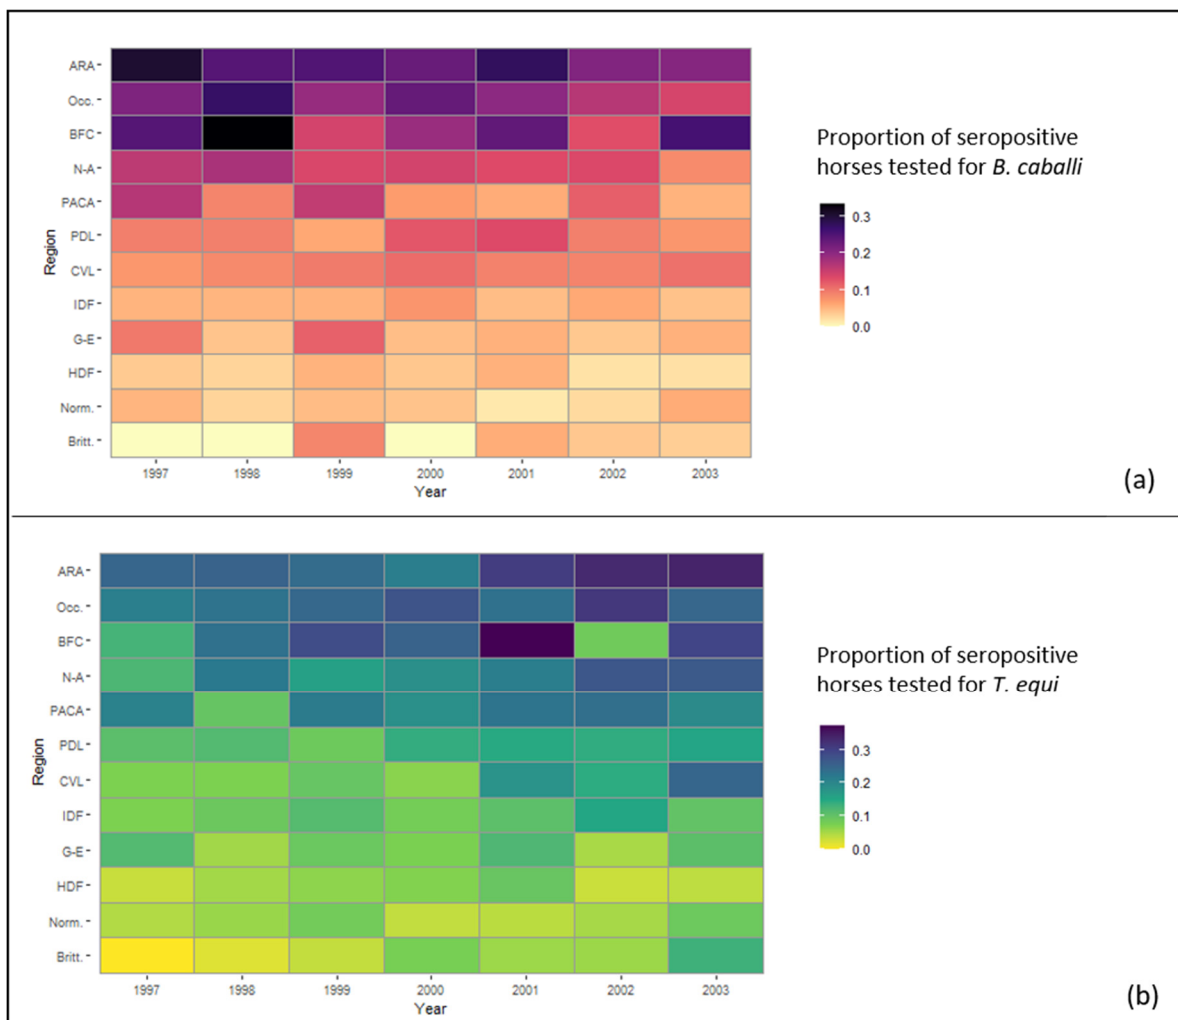 ARA
Occ.
BFC
N-A
PACA
PDL
CVL
IDF
G-E
HDF
Norm.
Britt.
Region
1997 1998 1999 2000 2001 2002 2003
Year
Proportion of seropositive
horses tested for B. caballi
0.3
0.2
0.1
0.0
(a)
ARA
Occ.
BFC
N-A
PACA
PDL
CVL
IDF
G-E
HDF
Norm.
Britt.
Region
1997 1998 1999 2000 2001 2002 2003
Year
Proportion of seropositive
horses tested for T. equi
0.3
0.2
0.1
0.0
(b)